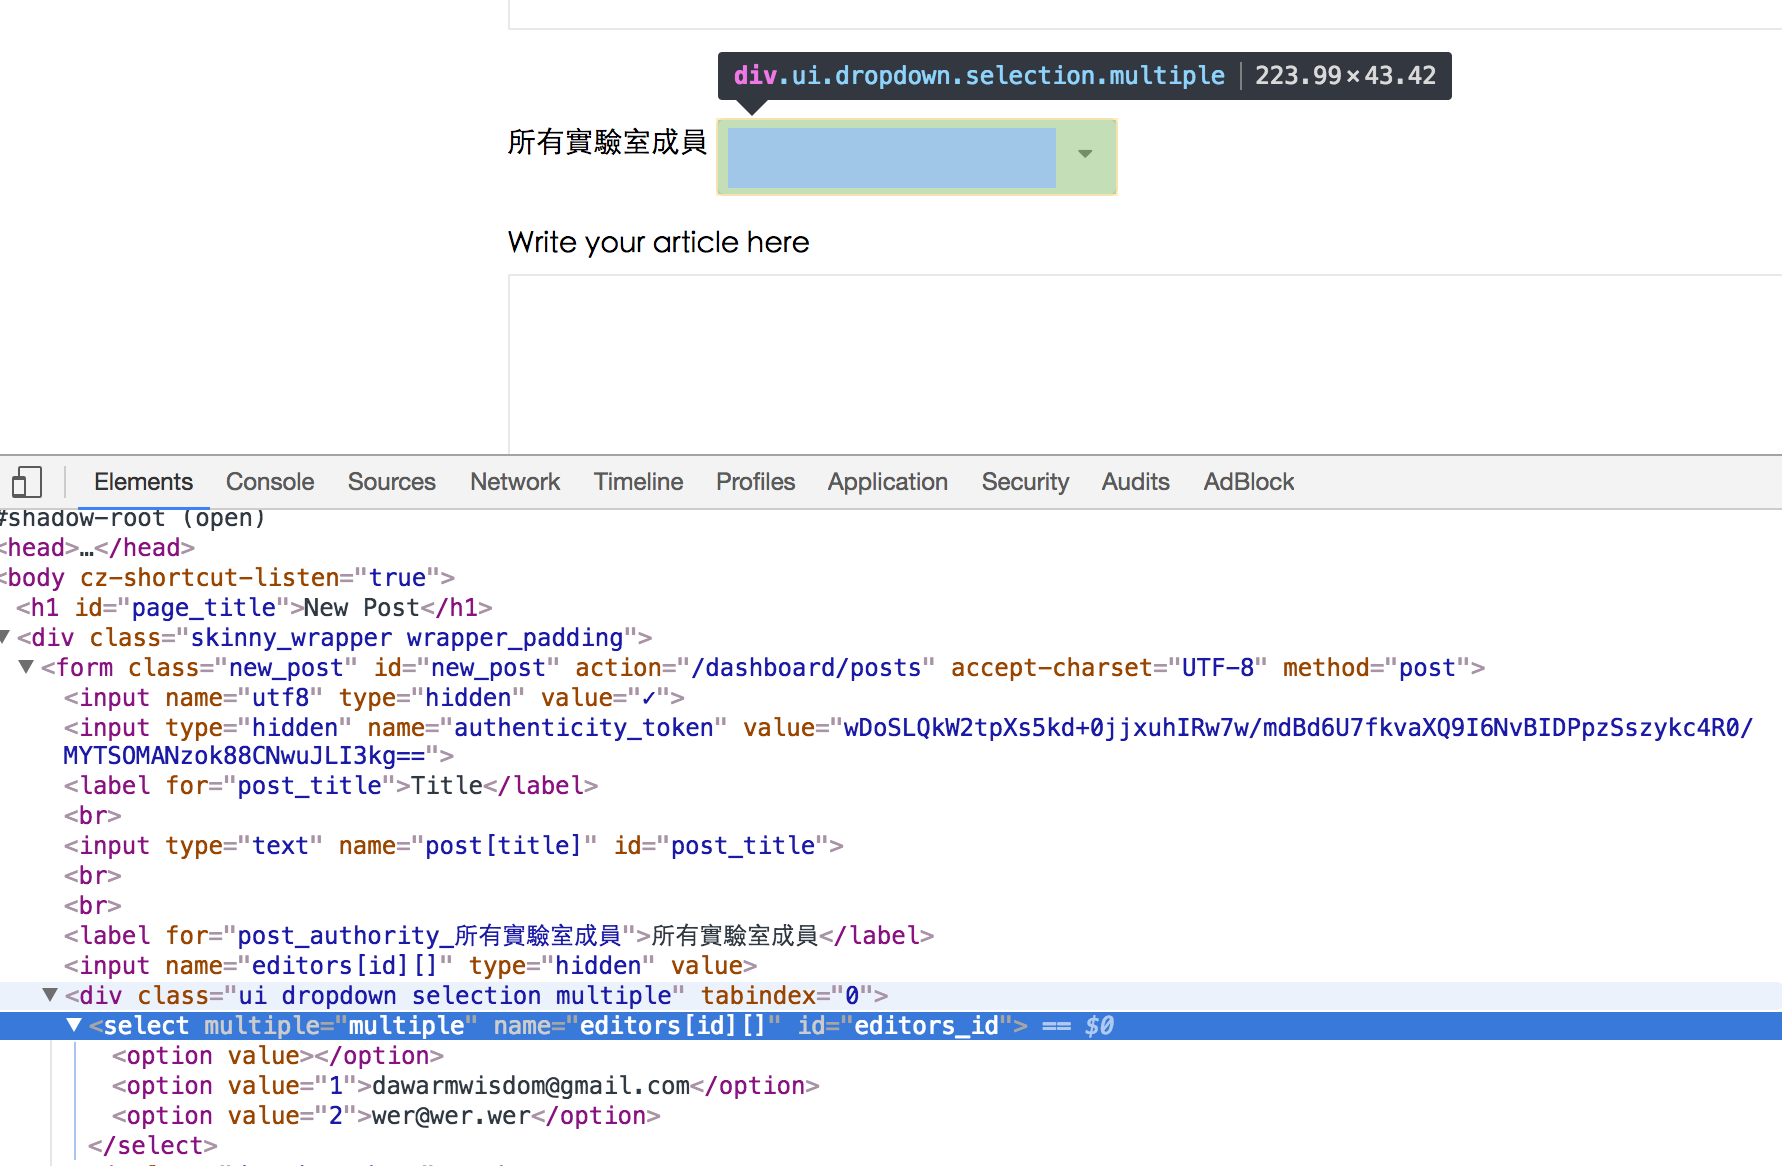 div.ui.dropdown.selection.multiple | 223.99×43.42
所有實驗室成員
Write your article here
Elements Console Sources Network Timeline Profiles Application Security Audits AdBlock
#shadow-root (open)
<head>…</head>
<body cz-shortcut-listen="true">
<h1 id="page_title">New Post</h1>
<div class="skinny_wrapper wrapper_padding">
<form class="new_post" id="new_post" action="/dashboard/posts" accept-charset="UTF-8" method="post">
<input name="utf8" type="hidden" value="✓">
<input type="hidden" name="authenticity_token" value="wDoSLQkW2tpXs5kd+0jjxuhIRw7w/mdBd6U7fkvaXQ9I6NvBIDPpzSszykc4R0/
MYTSOMANzok88CNwuJLI3kg==">
<label for="post_title">Title</label>
<br>
<input type="text" name="post[title]" id="post_title">
<br>
<br>
<label for="post_authority_所有實驗室成員">所有實驗室成員</label>
<input name="editors[id][]" type="hidden" value>
<div class="ui dropdown selection multiple" tabindex="0">
<select multiple="multiple" name="editors[id][]" id="editors_id"> == $0
<option value></option>
<option value="1">dawarmwisdom@gmail.com</option>
<option value="2">wer@wer.wer</option>
</select>